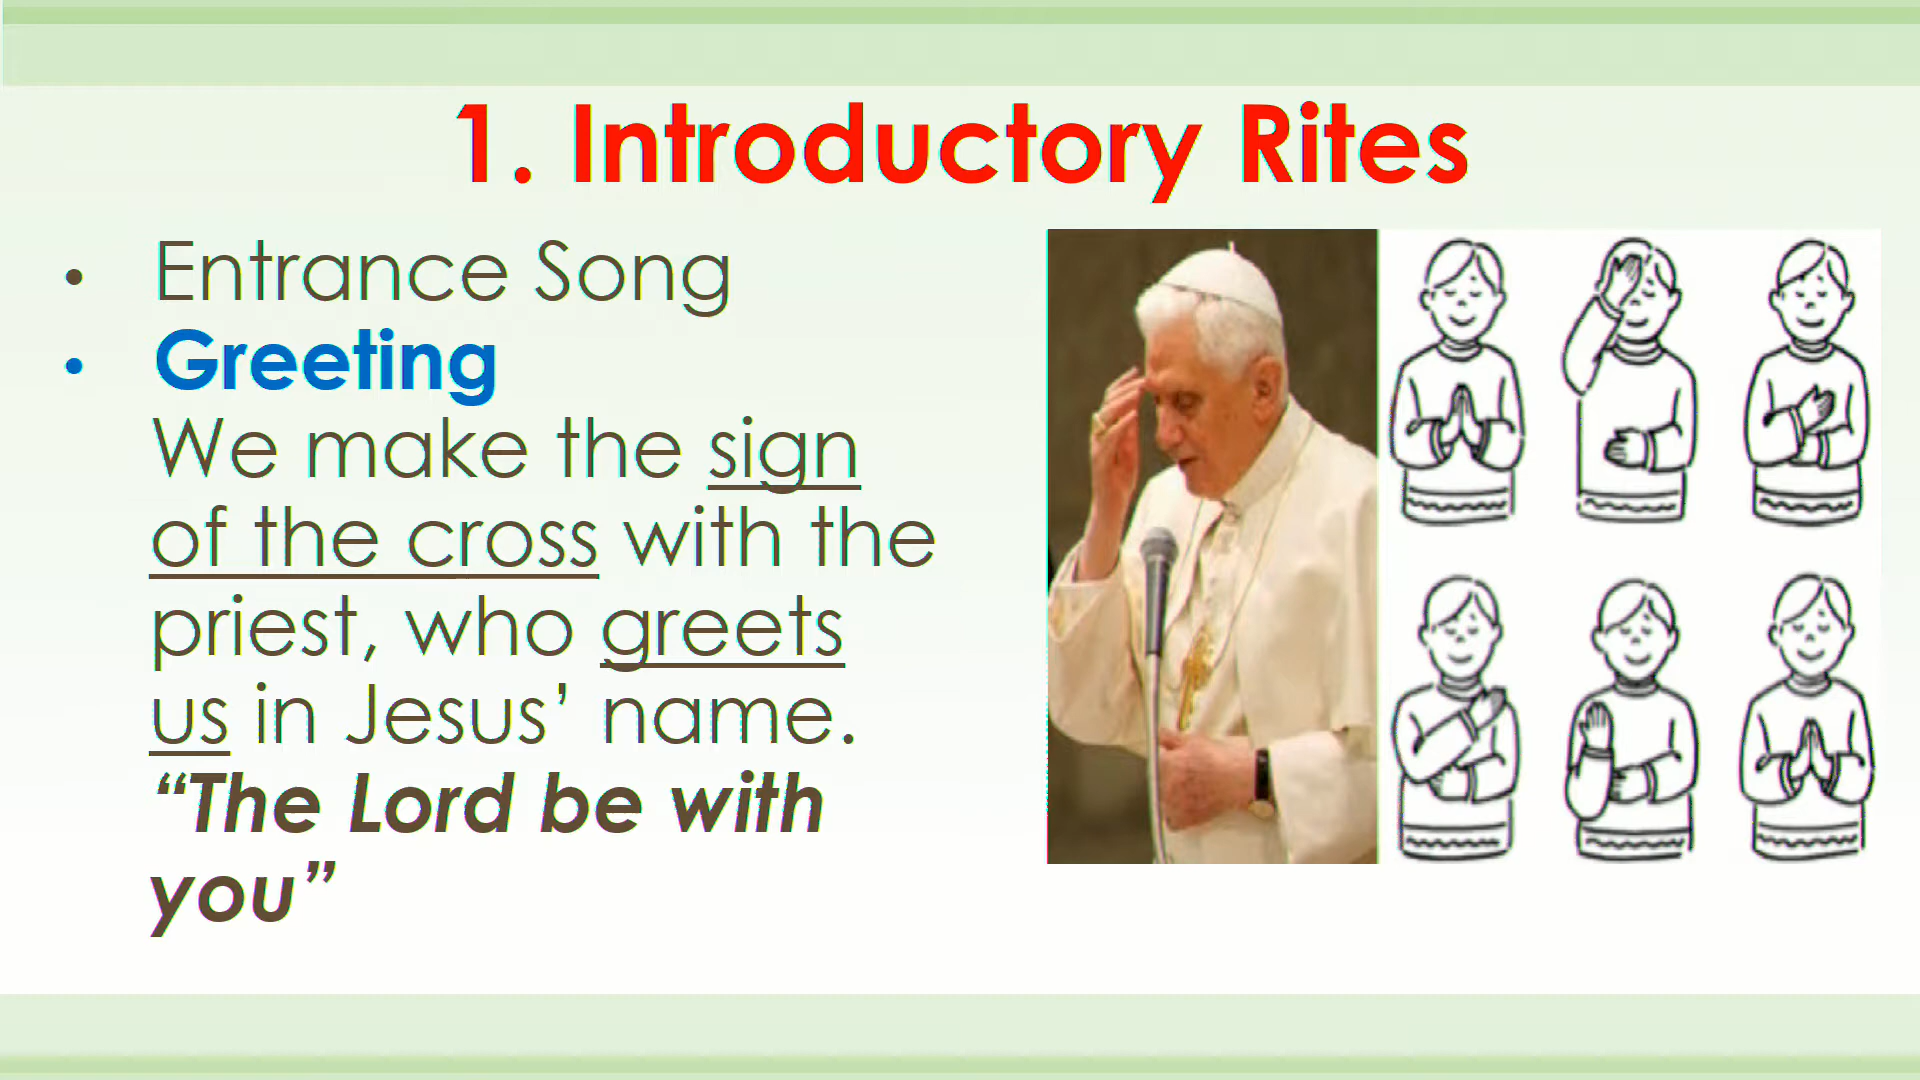 1. Introductory Rites
• Entrance Song
• Greeting
We make the sign
of the cross with the
priest, who greets
us in Jesus’ name.
“The Lord be with
you”